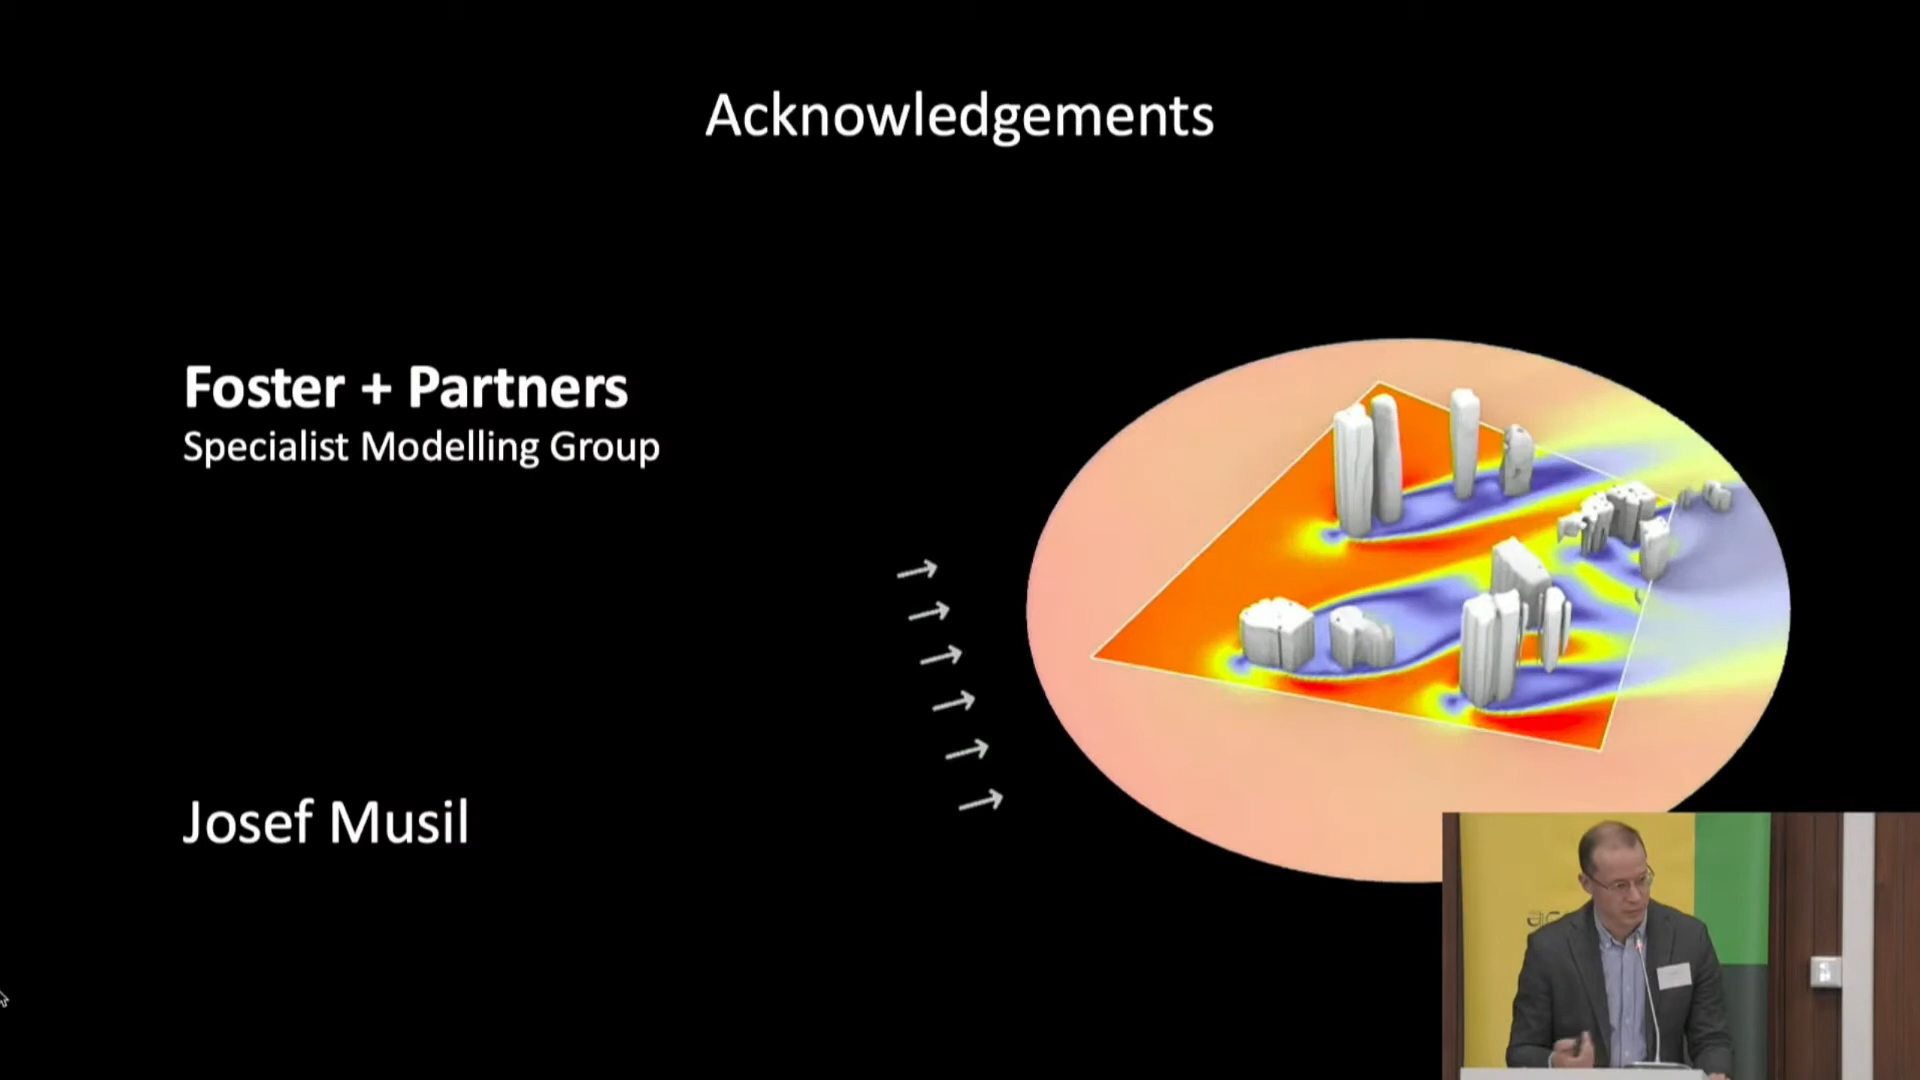 Acknowledgements
Foster + Partners
Specialist Modelling Group
Josef Musil